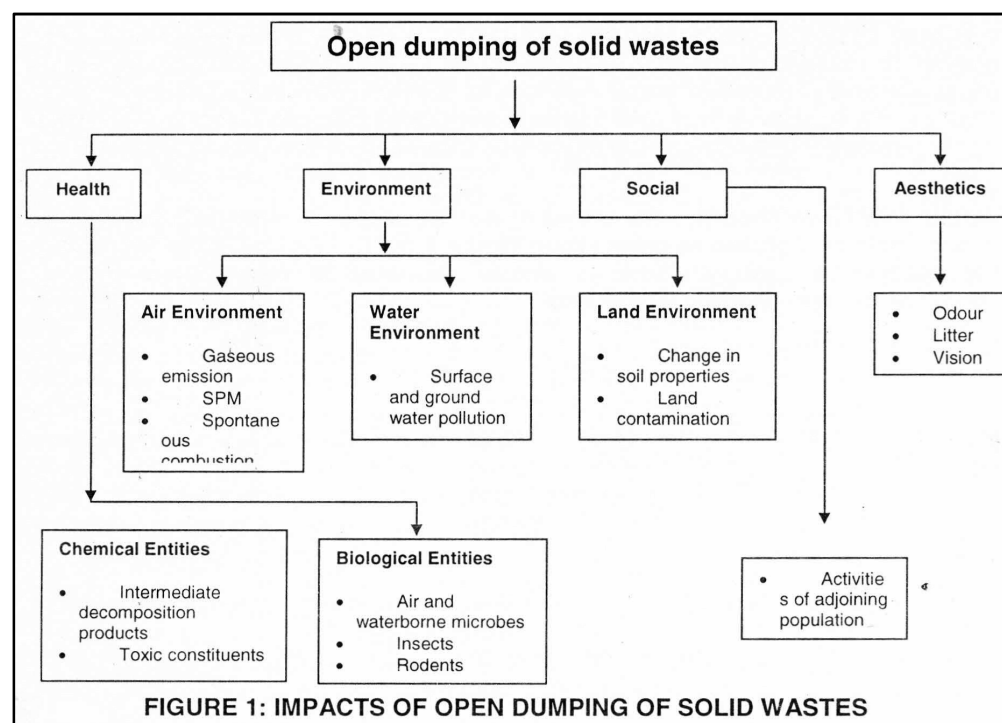 Open dumping of solid wastes
Health
Environment
Social
Aesthetics
Air Environment
• Gaseous
emission
• SPM
• Spontane
ous
combustion
Water
Environment
• Surface
and ground
water pollution
Land Environment
• Change in
soil properties
• Land
contamination
• Odour
• Litter
• Vision
Chemical Entities
• Intermediate
decomposition
products
• Toxic constituents
Biological Entities
• Air and
waterborne microbes
• Insects
• Rodents
• Activitie
s of adjoining
population
FIGURE 1: IMPACTS OF OPEN DUMPING OF SOLID WASTES